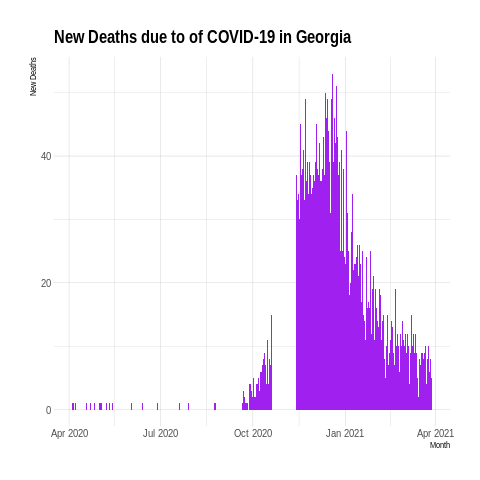 New Deaths due to of COVID-19 in Georgia
New Deaths
40
20
0
Apr 2020 Jul 2020 Oct 2020 Jan 2021 Apr 2021
Month